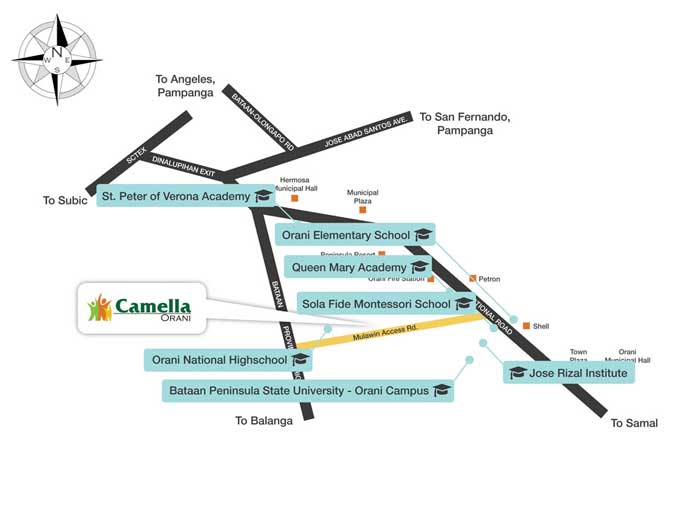 N
W E
S
To Angeles,
Pampanga
BATAAN-OLONGAPO RD
JOSE ABAD SANTOS AVE.
To San Fernando,
Pampanga
SCTEX
DINALUPIHAN EXIT
To Subic
St. Peter of Verona Academy
Hermosa
Municipal Hall
Municipal
Plaza
Orani Elementary School
Peninsula Resort
Queen Mary Academy
Orani Fire Station
Petron
BATAAN
Camella
ORANI
Sola Fide Montessori School
ROAD
Shell
Mulawin Access Rd.
Orani National Highschool
Town
Plaza
Orani
Municipal Hall
Jose Rizal Institute
Bataan Peninsula State University - Orani Campus
To Balanga
To Samal